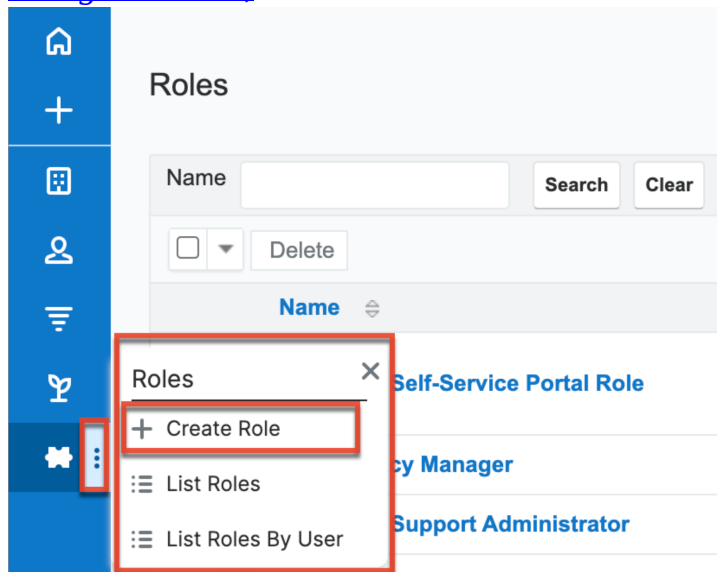 Roles
Name
Search
Clear
Delete
Name
Roles
Create Role
List Roles
List Roles By User
Self-Service Portal Role
cy Manager
Support Administrator